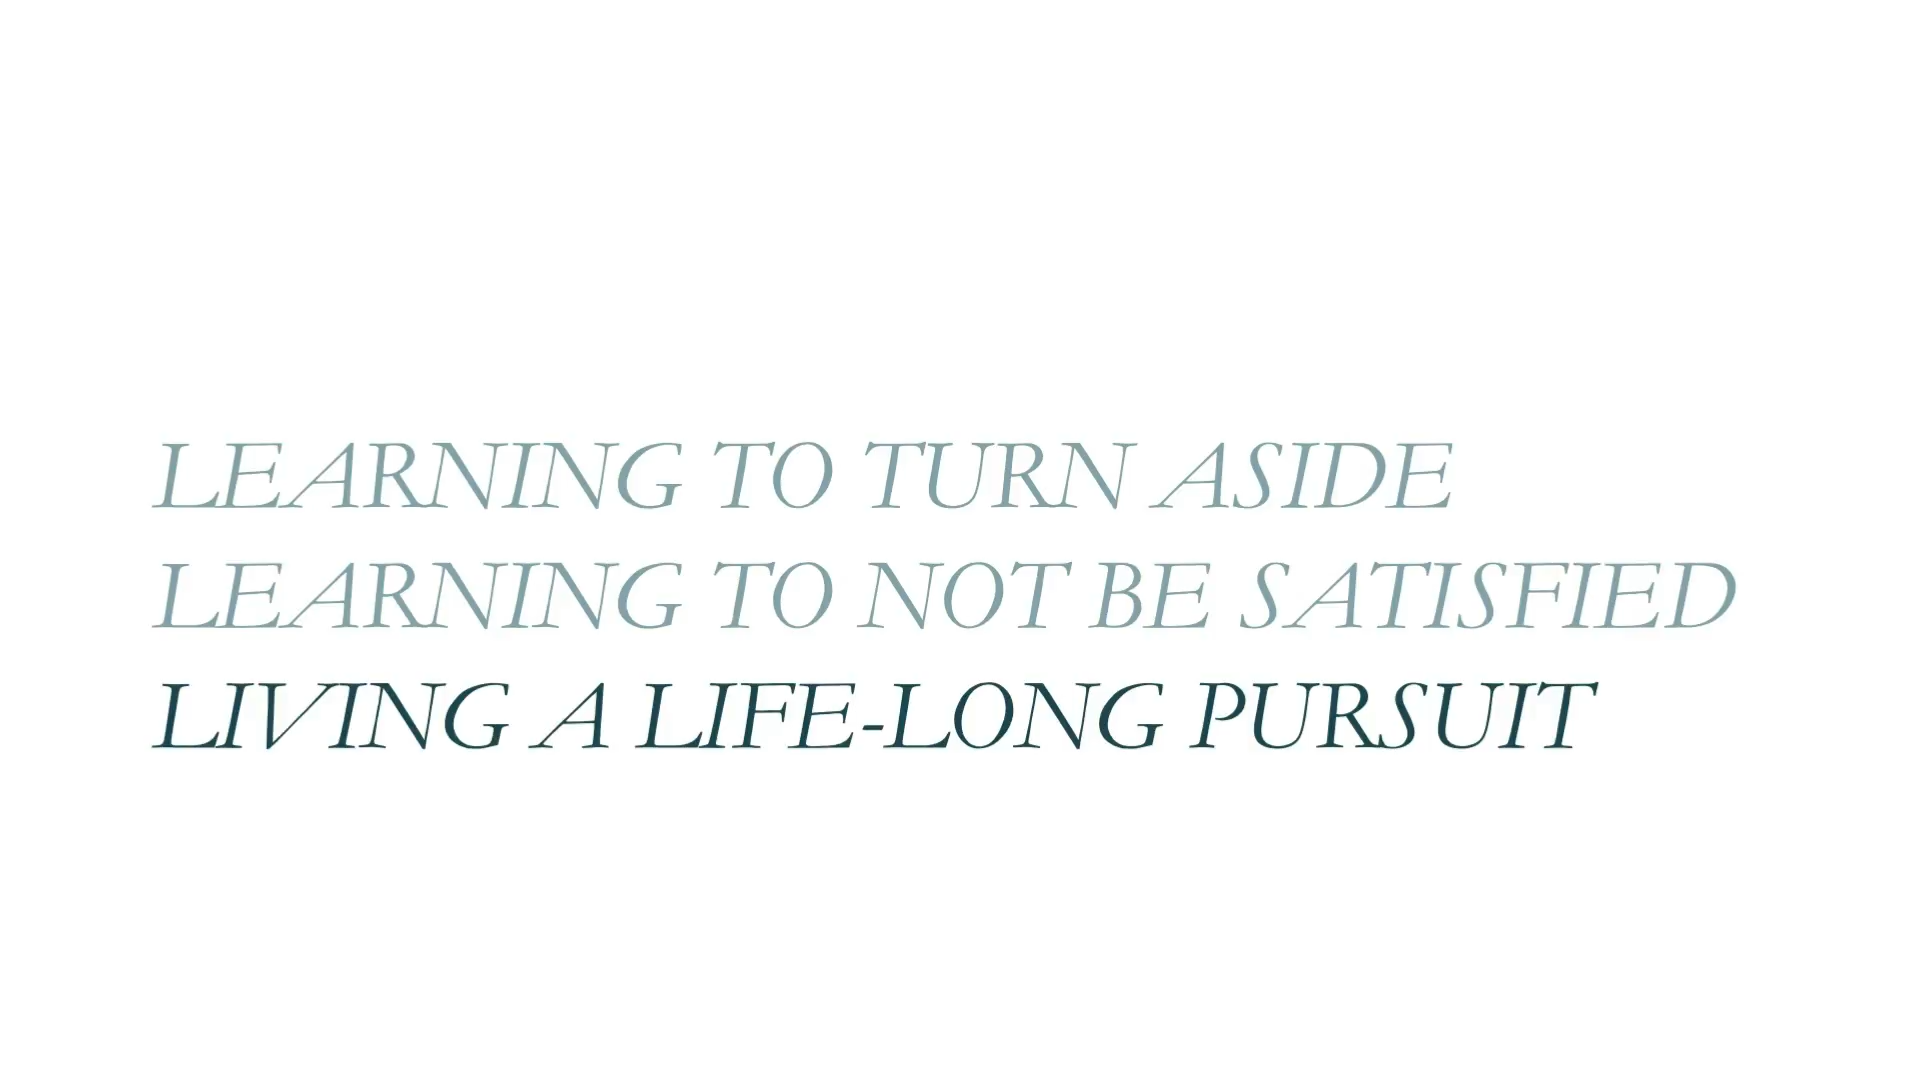 LEARNING TO TURN ASIDE
LEARNING TO NOT BE SATISFIED
LIVING A LIFE-LONG PURSUIT